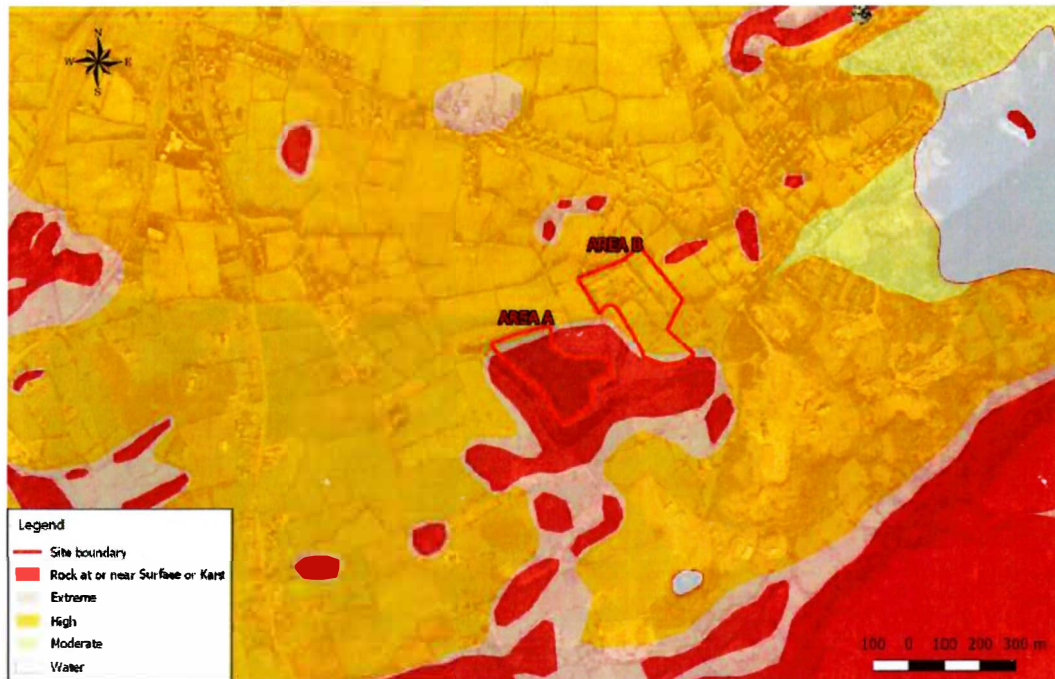 N
W E
S
AREA B
AREA A
Legend
Site boundary
Rock at or near Surface or Karst
Extreme
High
Moderate
Water
100 0 100 200 300 m